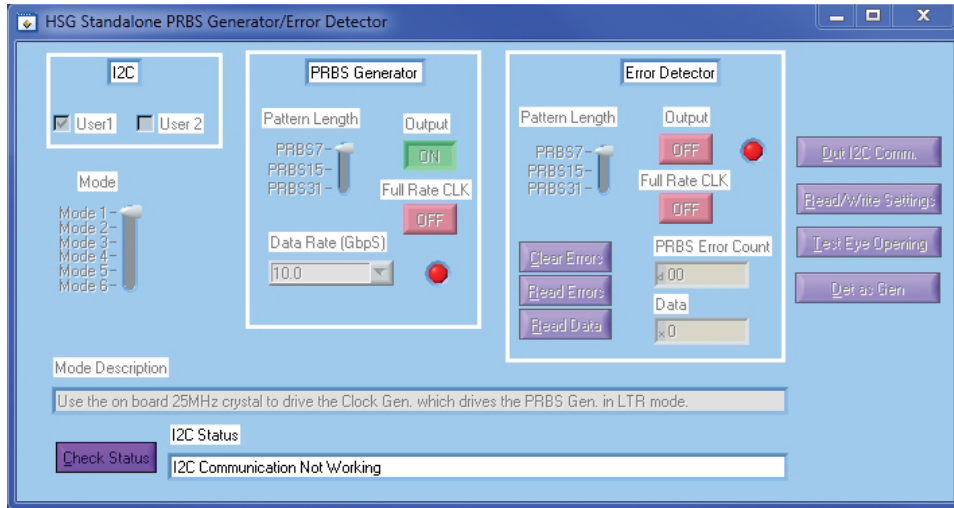 HSG Standalone PRBS Generator/Error Detector
I2C
User1
User 2
Mode
Mode 1
Mode 2
Mode 3
Mode 4
Mode 5
Mode 6
PRBS Generator
Pattern Length
PRBS7
PRBS15
PRBS31
Output
ON
Full Rate CLK
OFF
Data Rate (GbpS)
10.0
Error Detector
Pattern Length
PRBS7
PRBS15
PRBS31
Output
OFF
Full Rate CLK
OFF
Clear Errors
Read Errors
Read Data
PRBS Error Count
d 00
Data
x 0
Dut I2C Comm.
Read/Write Settings
Test Eye Opening
Det as Gen
Mode Description
Use the on board 25MHz crystal to drive the Clock Gen. which drives the PRBS Gen. in LTR mode.
Check Status
I2C Status
I2C Communication Not Working